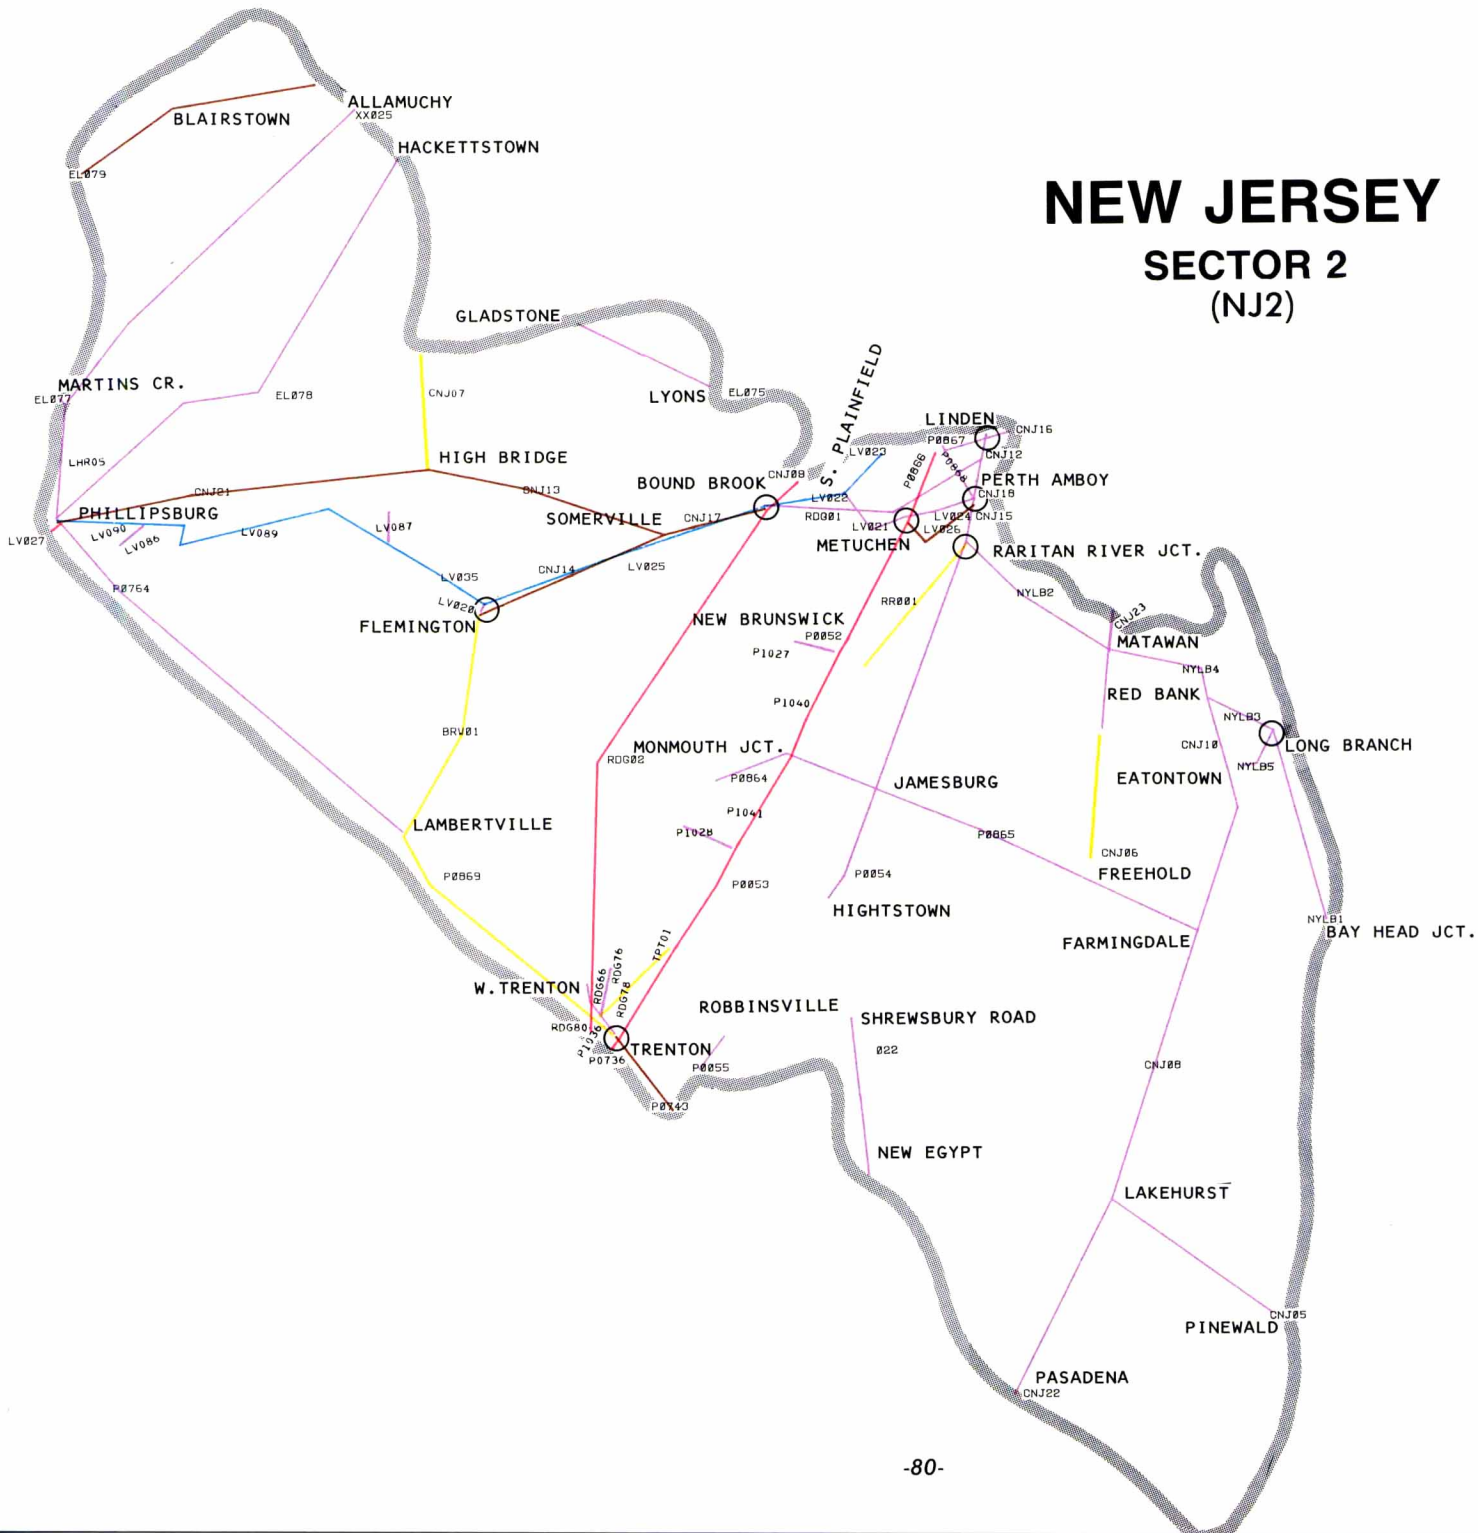 ALLAMUCHY
XX025
BLAIRSTOWN
HACKETTSTOWN
EL079
NEW JERSEY
SECTOR 2
(NJ2)
GLADSTONE
MARTINS CR.
EL077
EL078
CNJ07
LYONS
EL075
S. PLAINFIELD
LINDEN
CNJ16
P0867
LV023
P0866
P0868
CNJ12
LHR05
HIGH BRIDGE
CNJ08
BOUND BROOK
PERTH AMBOY
CNJ21
CNJ13
CNJ18
LV022
PHILLIPSBURG
SOMERVILLE
CNJ17
RDG01
LV024
CNJ15
LV021
LV026
LV027
LV090
LV086
LV089
LV087
METUCHEN
RARITAN RIVER JCT.
CNJ14
LV025
LV035
P0764
NYLB2
LV020
RR001
CNJ23
FLEMINGTON
NEW BRUNSWICK
P0052
P1027
MATAWAN
NYLB4
RED BANK
P1040
NYLB3
BRW01
MONMOUTH JCT.
CNJ10
LONG BRANCH
RDG02
NYLB5
P0864
JAMESBURG
EATONTOWN
P1041
LAMBERTVILLE
P1028
P0865
CNJ06
P0869
P0053
P0054
FREEHOLD
HIGHTSTOWN
NYLB1
BAY HEAD JCT.
FARMINGDALE
TPT01
RDG76
RDG66
W.TRENTON
RDG78
ROBBINSVILLE
SHREWSBURY ROAD
RDG80
P1036
TRENTON
022
P0736
P0055
CNJ08
P0743
NEW EGYPT
LAKEHURST
CNJ05
PINEWALD
PASADENA
CNJ22
-80-